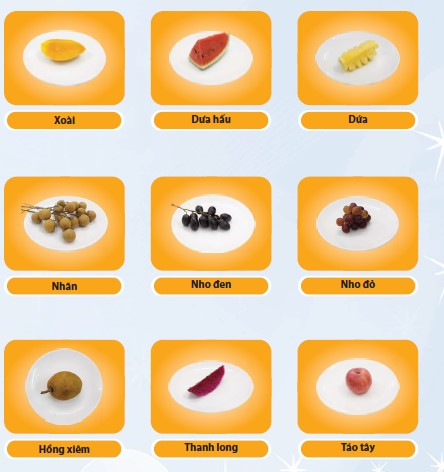 Xoài
Dưa hấu
Dứa
Nhãn
Nho đen
Nho đỏ
Hồng xiêm
Thanh long
Táo tây